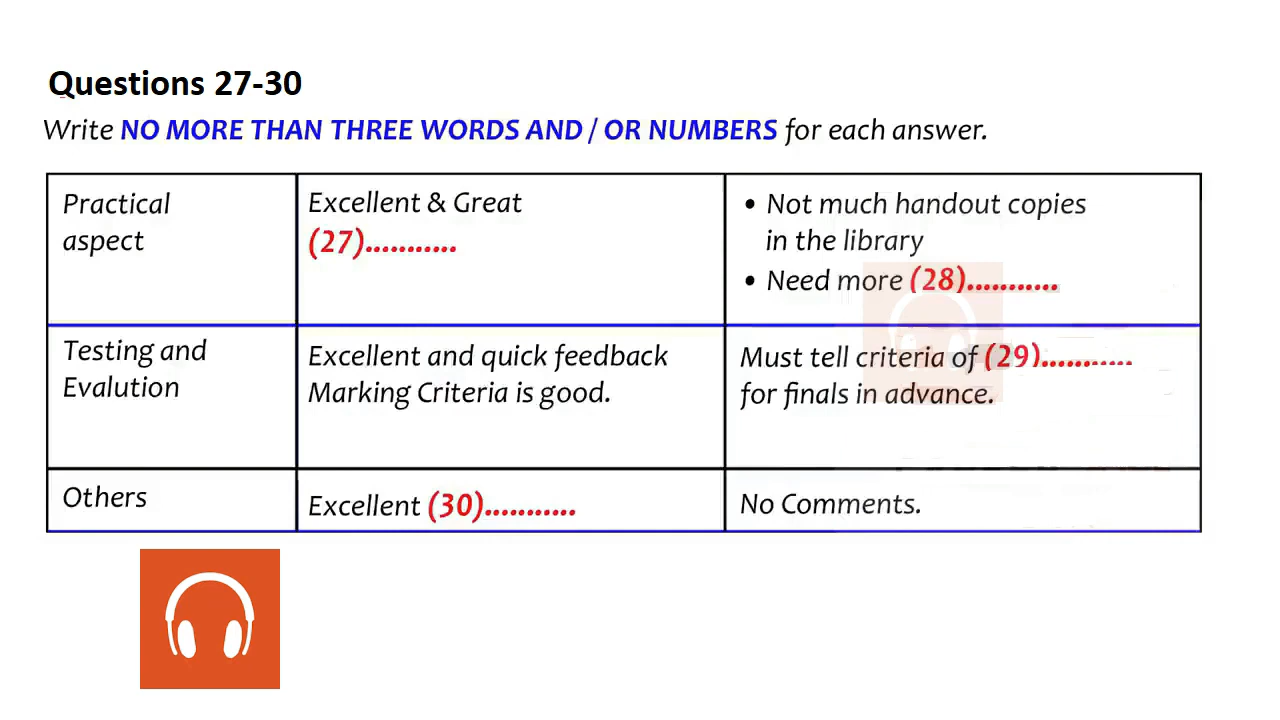 Questions 27-30
Write NO MORE THAN THREE WORDS AND / OR NUMBERS for each answer.
Practical
aspect
Excellent & Great
(27)...........
• Not much handout copies
in the library
• Need more (28)...........
Testing and
Evalution
Excellent and quick feedback
Marking Criteria is good.
Must tell criteria of (29)...........
for finals in advance.
Others
Excellent (30)...........
No Comments.